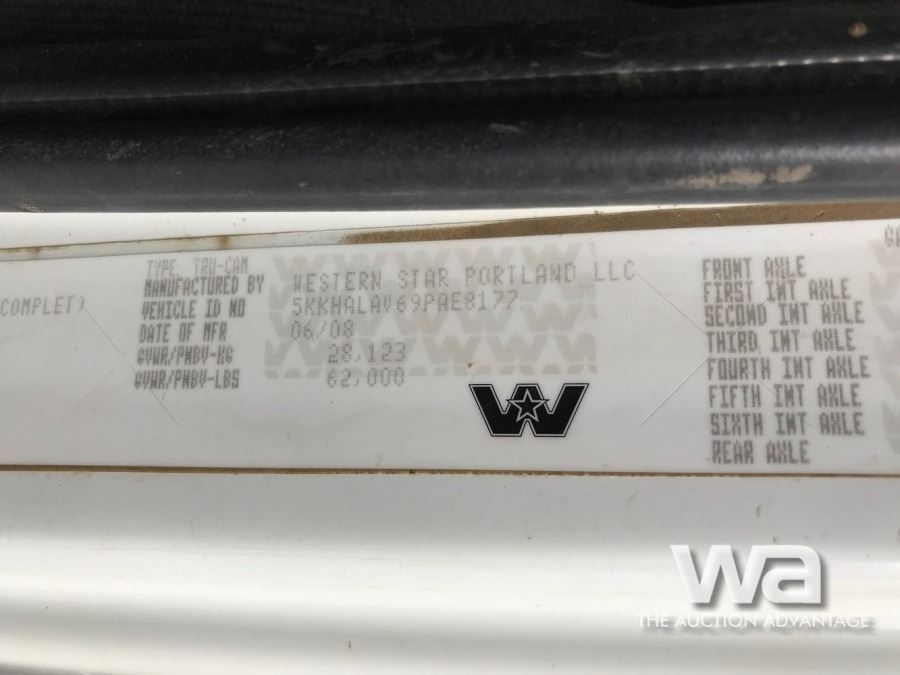 COMPLET)
TYPE: TRU-CAM
MANUFACTURED BY WESTERN STAR PORTLAND LLC
VEHICLE ID NO 5KKHALAV69PAE8177
DATE OF MFR 06/08
GVWR/PNBV-KG 28,123
GVWR/PNBV-LBS 62,000
FRONT AXLE
FIRST INT AXLE
SECOND INT AXLE
THIRD INT AXLE
FOURTH INT AXLE
FIFTH INT AXLE
SIXTH INT AXLE
REAR AXLE
wa
THE AUCTION ADVANTAGE